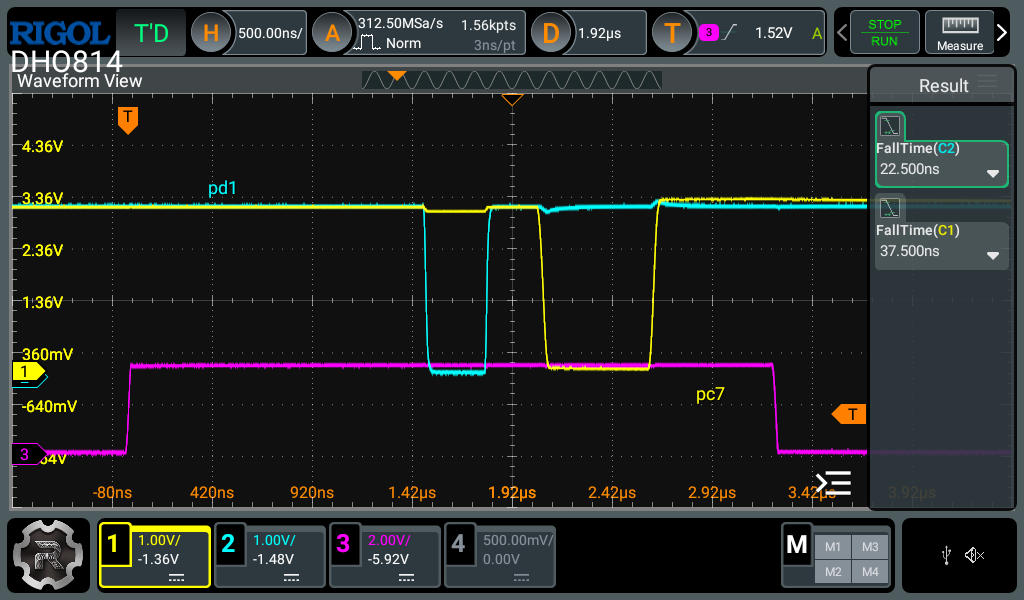 RIGOL
T'D
H
500.00ns/
A
312.50MSa/s
Norm
1.56kpts
3ns/pt
D
1.92µs
T
3
1.52V
A
STOP
RUN
Measure
DHO814
Waveform View
Result
T
4.36V
3.36V
2.36V
1.36V
360mV
-640mV
pd1
pc7
1
3
T
FallTime(C2)
22.500ns
FallTime(C1)
37.500ns
-80ns
420ns
920ns
1.42µs
1.92µs
2.42µs
2.92µs
3.42µs
3.92µs
1
1.00V/
-1.36V
2
1.00V/
-1.48V
3
2.00V/
-5.92V
4
500.00mV/
0.00V
M
M1
M3
M2
M4
R